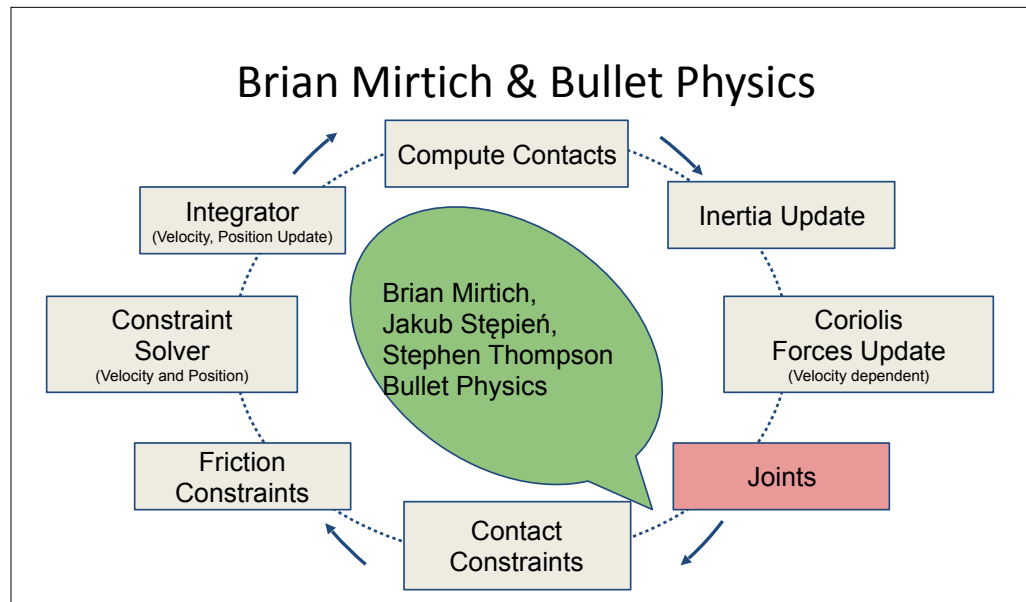 Brian Mirtich & Bullet Physics
Compute Contacts
Inertia Update
Coriolis
Forces Update
(Velocity dependent)
Joints
Contact
Constraints
Friction
Constraints
Constraint
Solver
(Velocity and Position)
Integrator
(Velocity, Position Update)
Brian Mirtich,
Jakub Stępień,
Stephen Thompson
Bullet Physics